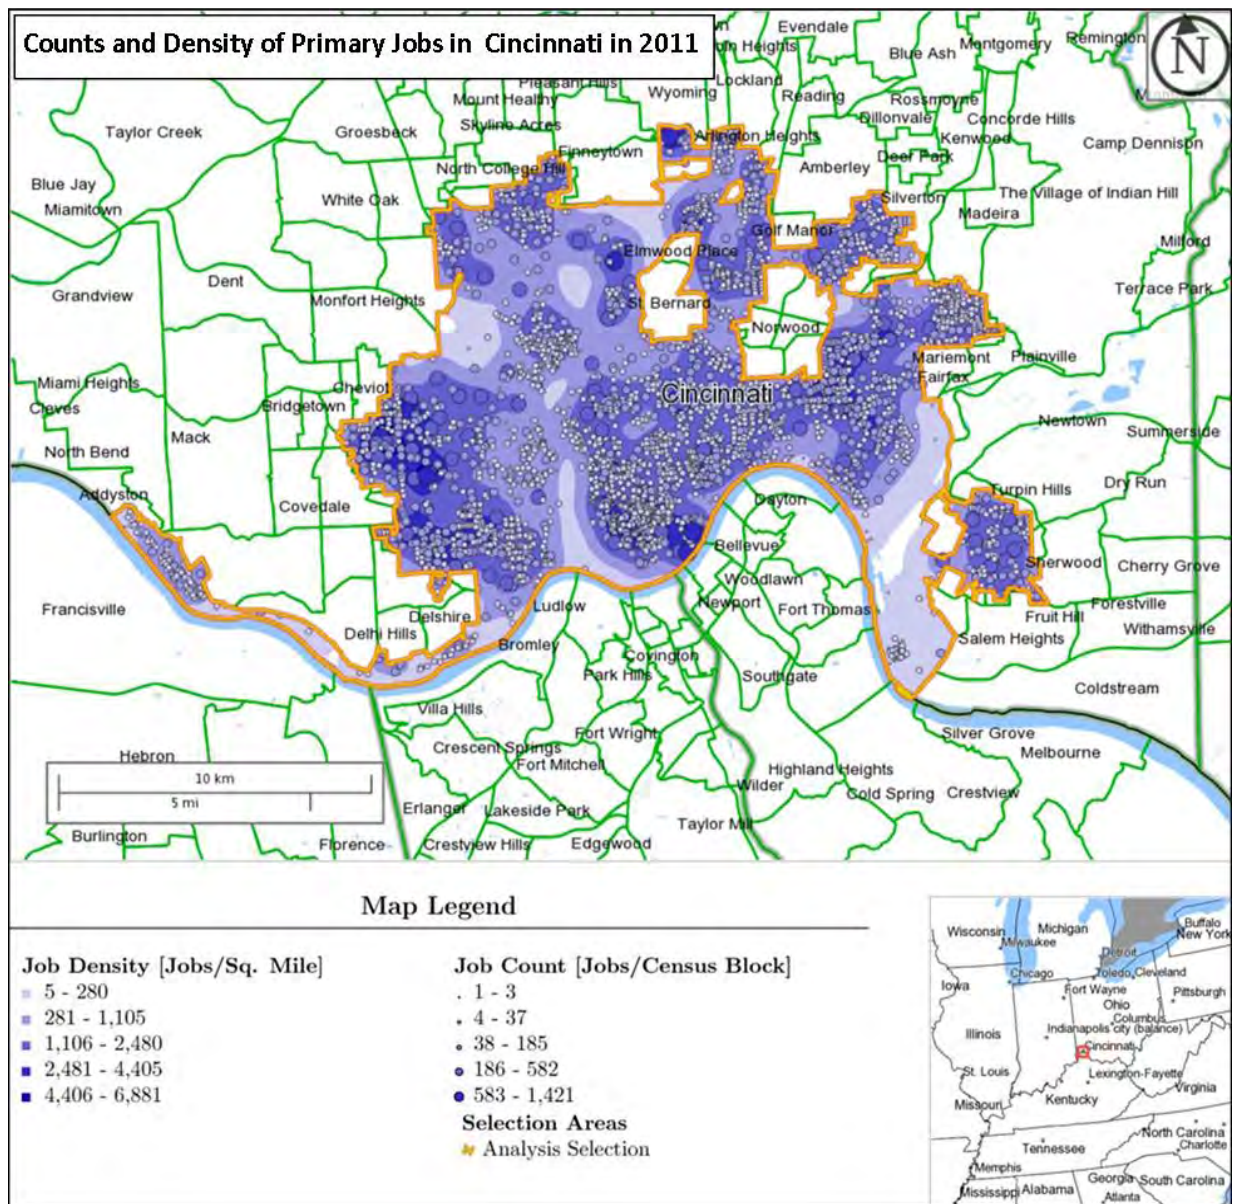 Counts and Density of Primary Jobs in Cincinnati in 2011
N
Evendale
Blue Ash
Montgomery
Remington
Lockland
Pleasant Hills
Wyoming
Reading
Mount Healthy
Rossmoyne
Dillonvale
Concorde Hills
Taylor Creek
Groesbeck
Skyline Acres
Arlington Heights
Kenwood
Camp Dennison
Finneytown
Deer Park
North College Hill
Amberley
Blue Jay
White Oak
Silverton
The Village of Indian Hill
Miamitown
Madeira
Golf Manor
Milford
Elmwood Place
Dent
Grandview
Monfort Heights
St. Bernard
Terrace Park
Norwood
Mariemont
Plainville
Miami Heights
Cheviot
Fairfax
Cleves
Bridgetown
Cincinnati
Newtown
Mack
Summerside
North Bend
Addyston
Covedale
Dayton
Turpin Hills
Dry Run
Bellevue
Sherwood
Cherry Grove
Woodlawn
Francisville
Delshire
Ludlow
Newport
Fort Thomas
Forestville
Delhi Hills
Fruit Hill
Withamsville
Bromley
Salem Heights
Covington
Park Hills
Southgate
Coldstream
Villa Hills
Fort Wright
Silver Grove
Crescent Springs
Melbourne
Hebron
Fort Mitchell
Highland Heights
10 km
Wilder
Cold Spring
Crestview
5 mi
Erlanger
Lakeside Park
Taylor Mill
Burlington
Florence
Crestview Hills
Edgewood
Map Legend
Job Density [Jobs/Sq. Mile]
5 - 280
281 - 1,105
1,106 - 2,480
2,481 - 4,405
4,406 - 6,881
Job Count [Jobs/Census Block]
1 - 3
4 - 37
38 - 185
186 - 582
583 - 1,421
Selection Areas
Analysis Selection
Wisconsin
Michigan
Buffalo
New York
Milwaukee
Detroit
Chicago
Toledo
Cleveland
Iowa
Fort Wayne
Pittsburgh
Ohio
Columbus
Illinois
Indianapolis city (balance)
Cincinnati
St. Louis
Lexington-Fayette
Virginia
Missouri
Kentucky
North Carolina
Tennessee
Charlotte
Memphis
Mississippi
Alabama
Georgia
South Carolina
Atlanta